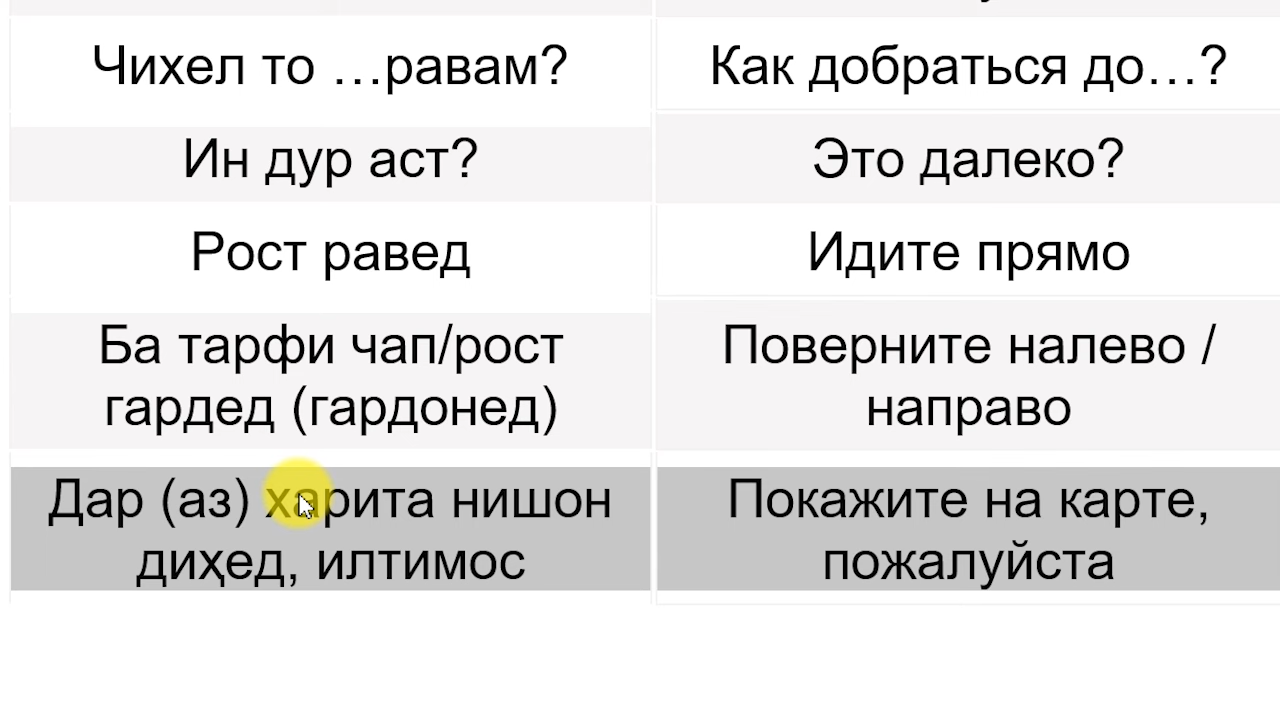 Чихел то …равам?
Как добраться до…?
Ин дур аст?
Это далеко?
Рост равед
Идите прямо
Ба тарфи чап/рост
гардед (гардонед)
Поверните налево /
направо
Дар (аз) харита нишон
диҳед, илтимос
Покажите на карте,
пожалуйста